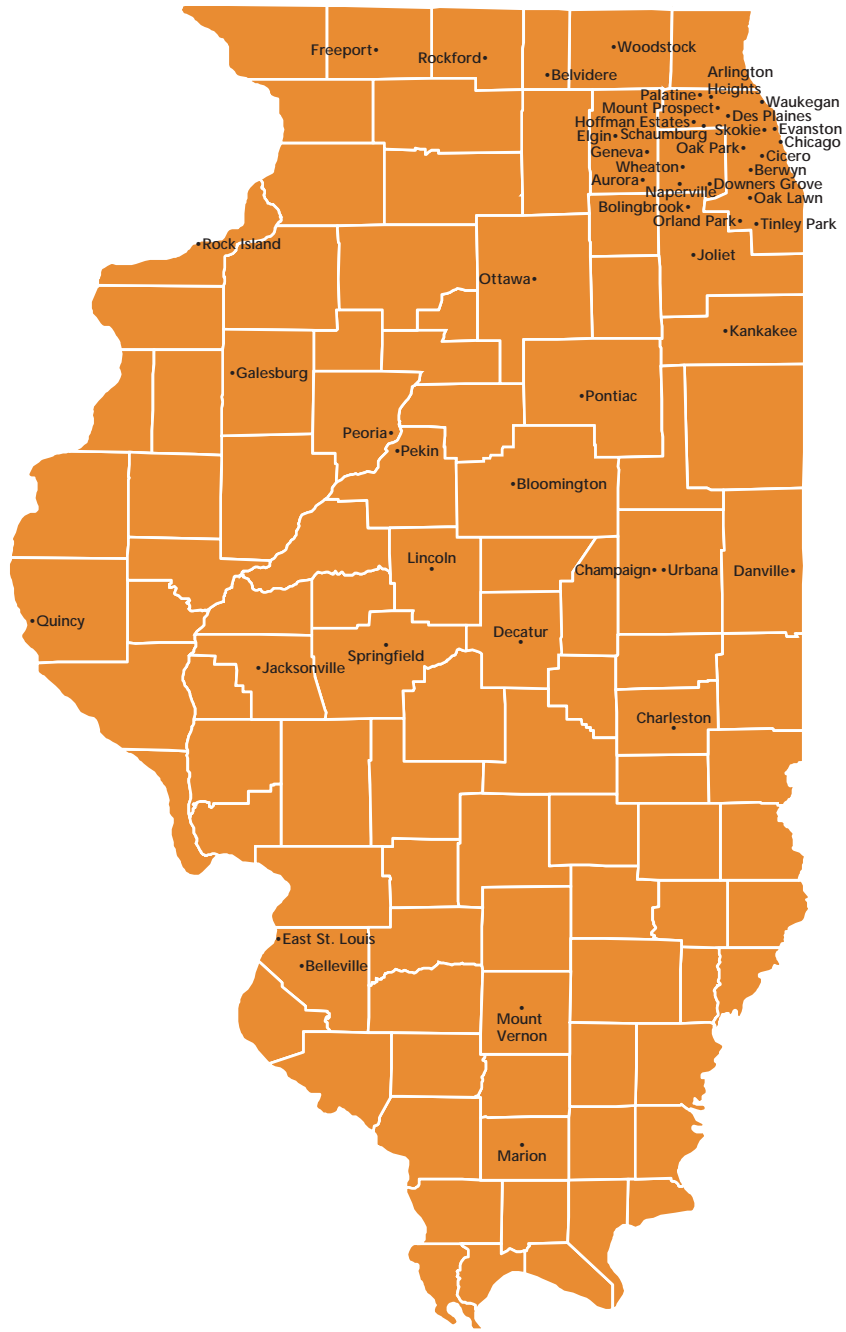 Freeport
Rockford
Woodstock
Belvidere
Arlington
Heights
Palatine
Waukegan
Mount Prospect
Des Plaines
Hoffman Estates
Elgin
Schaumburg
Skokie
Evanston
Chicago
Geneva
Oak Park
Cicero
Wheaton
Berwyn
Aurora
Naperville
Downers Grove
Oak Lawn
Bolingbrook
Orland Park
Tinley Park
Rock Island
Joliet
Ottawa
Kankakee
Galesburg
Pontiac
Peoria
Pekin
Bloomington
Lincoln
Champaign
Urbana
Danville
Quincy
Decatur
Springfield
Jacksonville
Charleston
East St. Louis
Belleville
Mount
Vernon
Marion